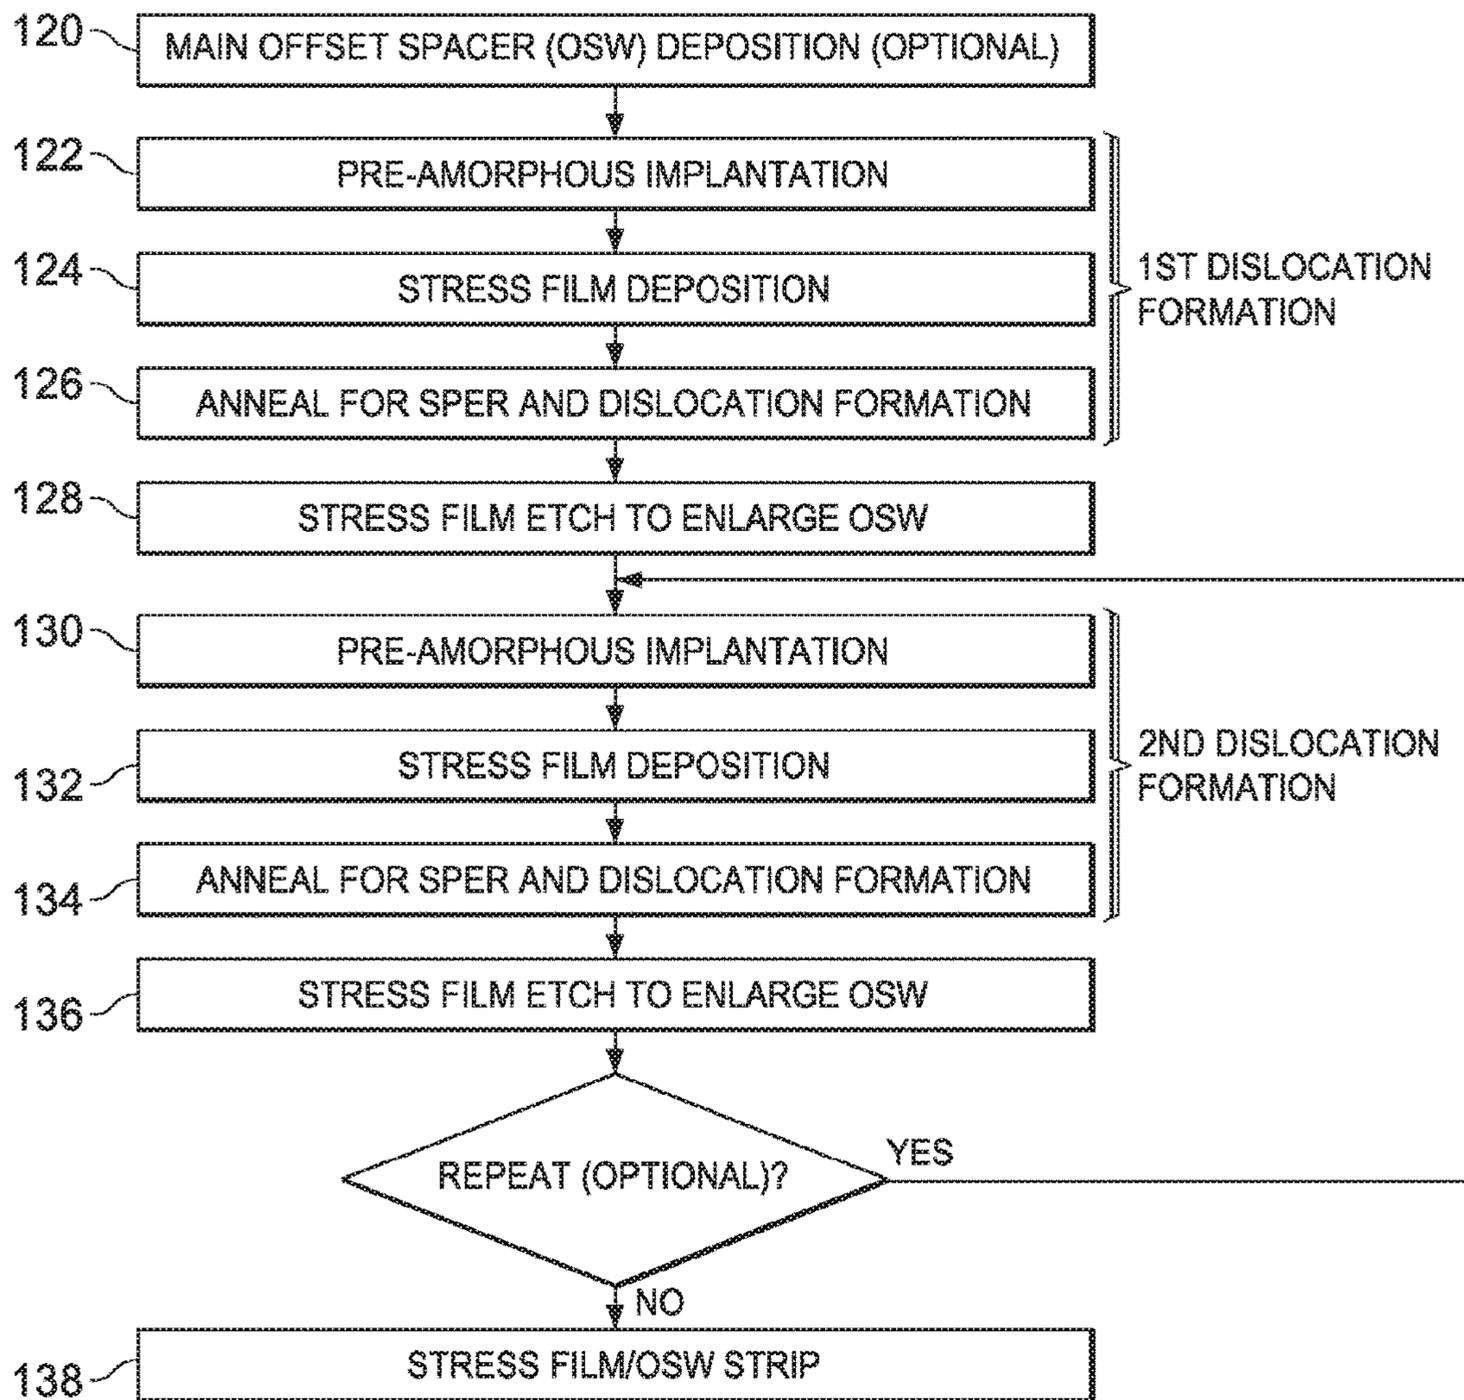 120
MAIN OFFSET SPACER (OSW) DEPOSITION (OPTIONAL)
122
PRE-AMORPHOUS IMPLANTATION
124
STRESS FILM DEPOSITION
1ST DISLOCATION
FORMATION
126
ANNEAL FOR SPER AND DISLOCATION FORMATION
128
STRESS FILM ETCH TO ENLARGE OSW
130
PRE-AMORPHOUS IMPLANTATION
132
STRESS FILM DEPOSITION
2ND DISLOCATION
FORMATION
134
ANNEAL FOR SPER AND DISLOCATION FORMATION
136
STRESS FILM ETCH TO ENLARGE OSW
REPEAT (OPTIONAL)?
YES
NO
138
STRESS FILM/OSW STRIP